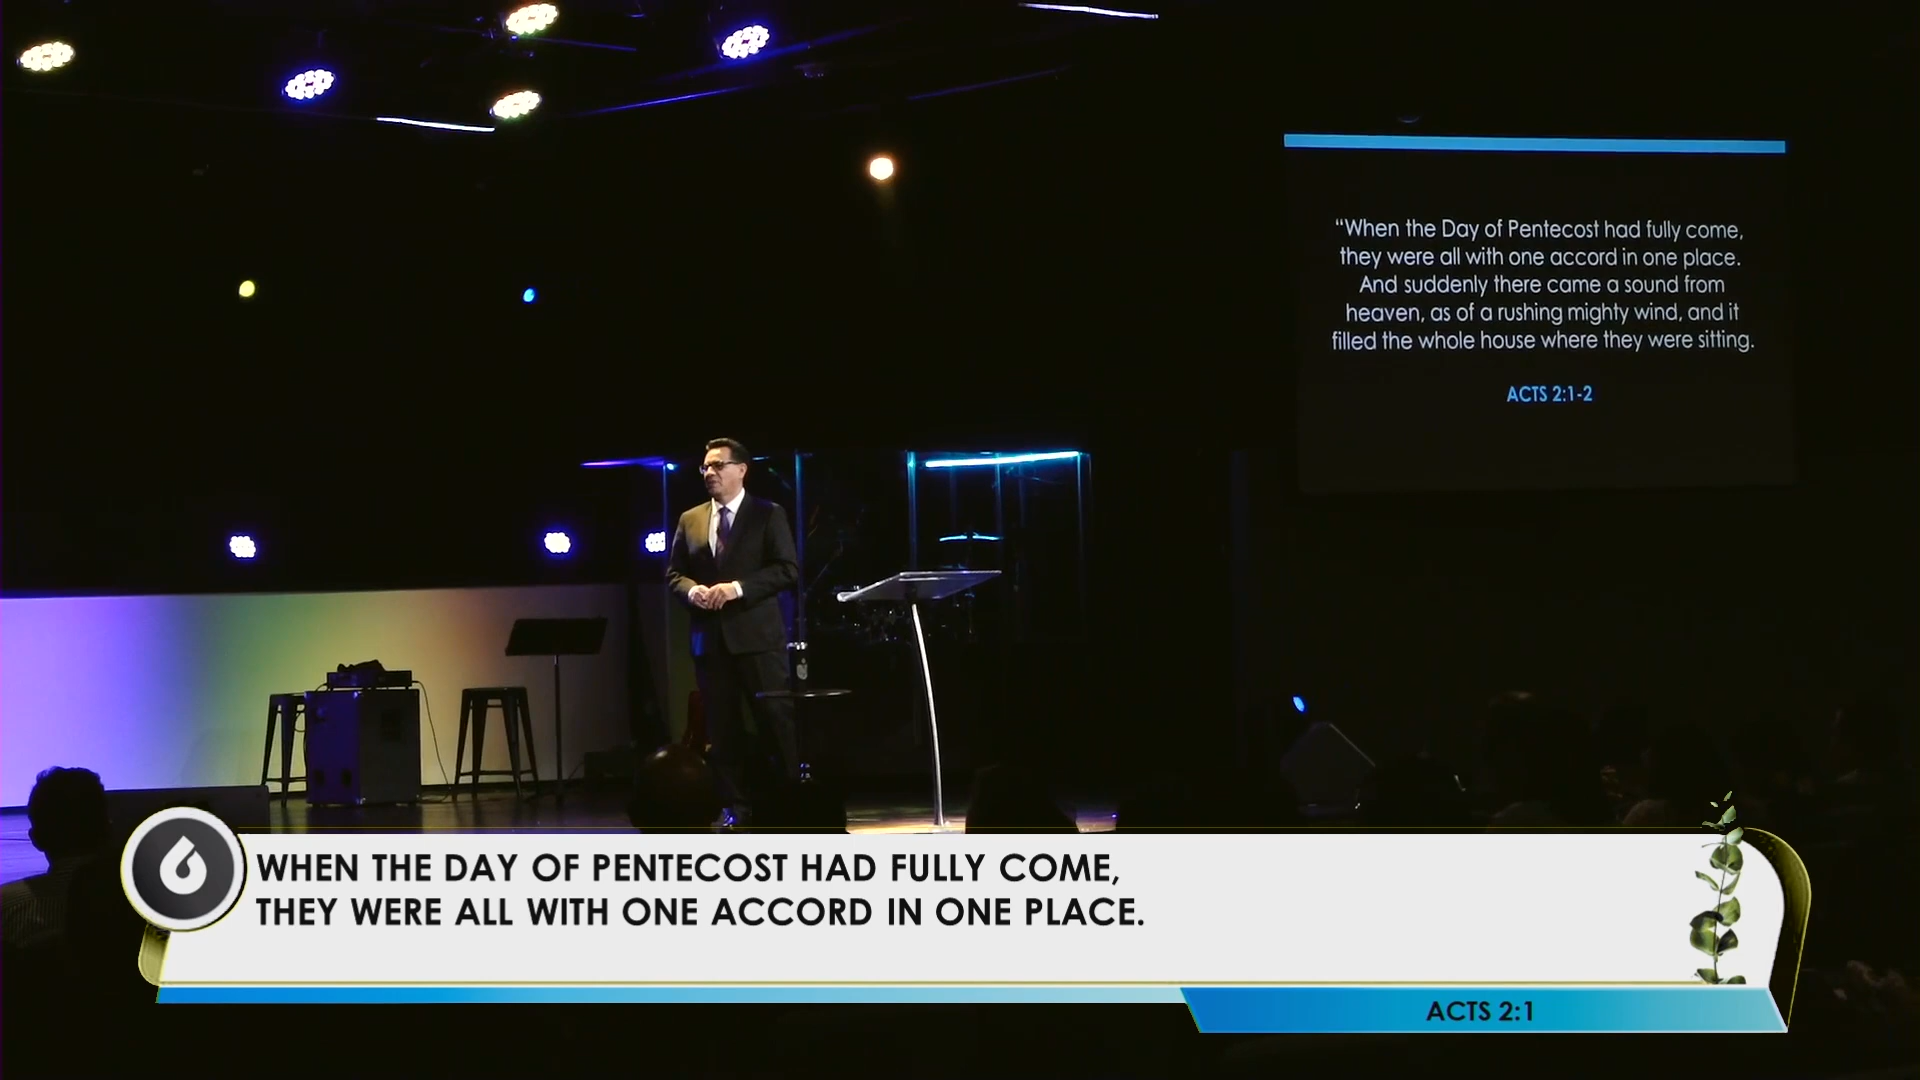 “When the Day of Pentecost had fully come,
they were all with one accord in one place.
And suddenly there came a sound from
heaven, as of a rushing mighty wind, and it
filled the whole house where they were sitting.
ACTS 2:1-2
WHEN THE DAY OF PENTECOST HAD FULLY COME,
THEY WERE ALL WITH ONE ACCORD IN ONE PLACE.
ACTS 2:1